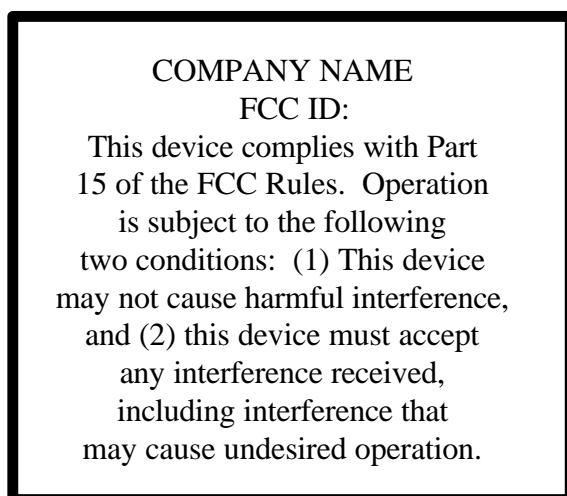 COMPANY NAME
FCC ID:
This device complies with Part
15 of the FCC Rules.  Operation
is subject to the following
two conditions:  (1) This device
may not cause harmful interference,
and (2) this device must accept
any interference received,
including interference that
may cause undesired operation.